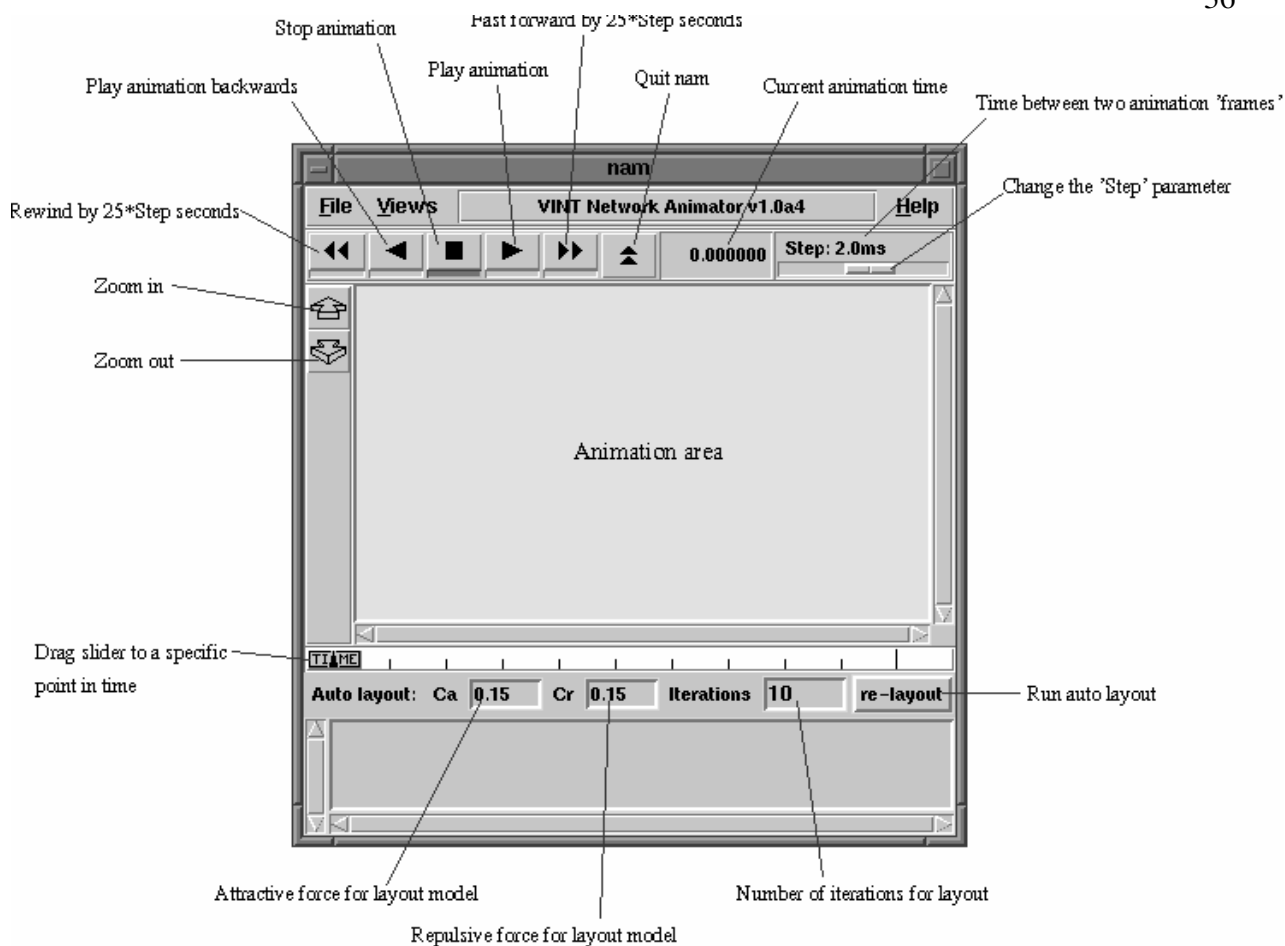 56
Fast forward by 25*Step seconds
Stop animation
Play animation
Quit nam
Play animation backwards
Current animation time
Time between two animation 'frames'
nam
Change the 'Step' parameter
File Views VINT Network Animator v1.0a4 Help
Rewind by 25*Step seconds
0.000000 Step: 2.0ms
Zoom in
Zoom out
Animation area
Drag slider to a specific
point in time
TIME
Auto layout: Ca 0.15 Cr 0.15 Iterations 10 re-layout
Run auto layout
Attractive force for layout model
Number of iterations for layout
Repulsive force for layout model